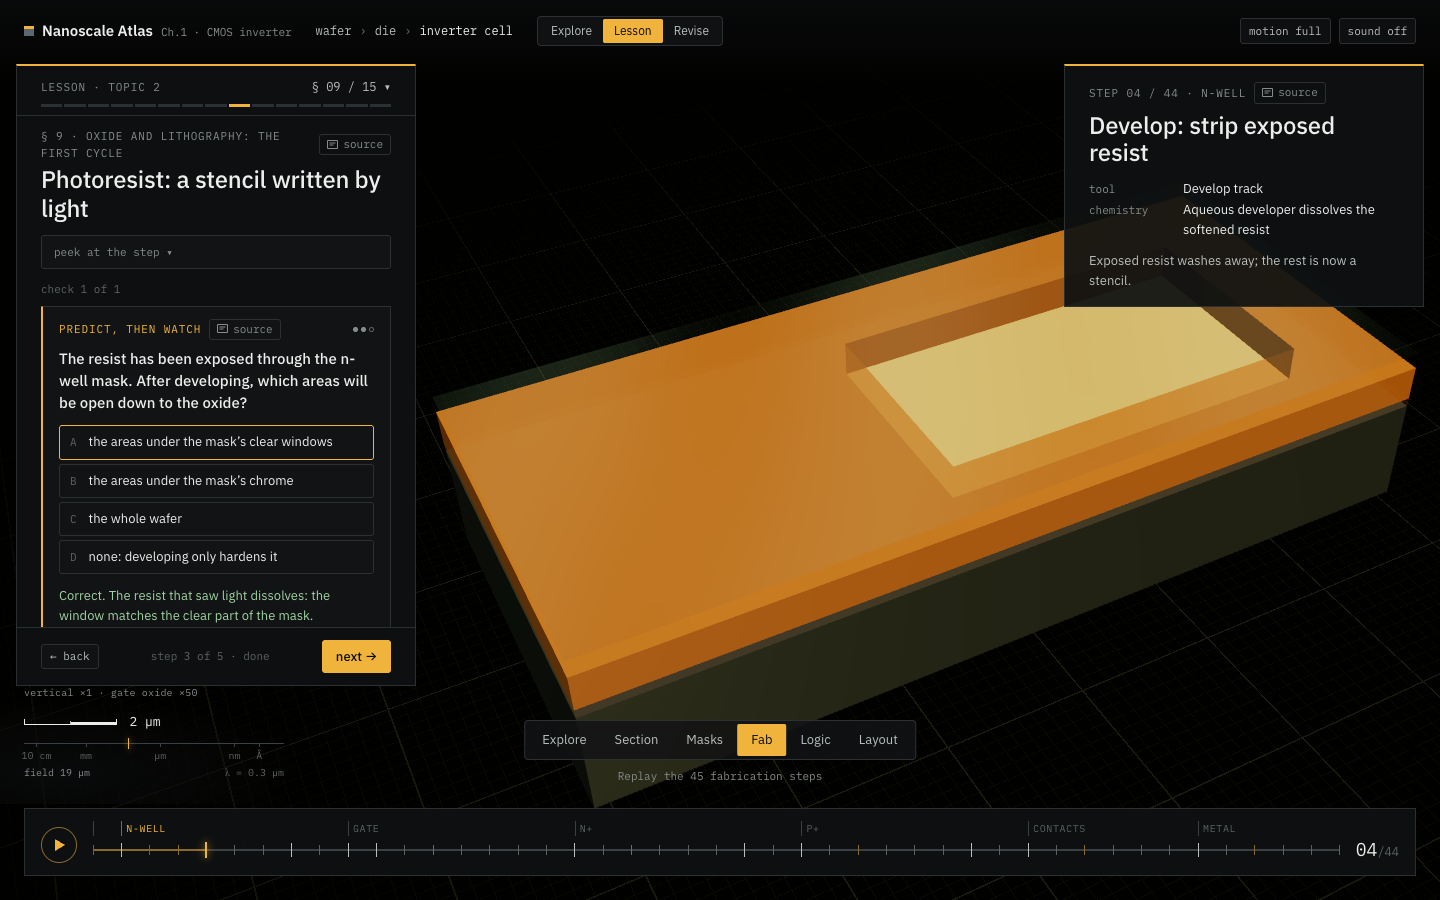 Nanoscale Atlas Ch.1 · CMOS inverter wafer › die › inverter cell Explore Lesson Revise motion full sound off
LESSON · TOPIC 2 § 09 / 15 ▾
§ 9 · OXIDE AND LITHOGRAPHY: THE
FIRST CYCLE
source
Photoresist: a stencil written by
light
peek at the step ▾
check 1 of 1
PREDICT, THEN WATCH source
The resist has been exposed through the n-
well mask. After developing, which areas will
be open down to the oxide?
A the areas under the mask’s clear windows
B the areas under the mask’s chrome
C the whole wafer
D none: developing only hardens it
Correct. The resist that saw light dissolves: the
window matches the clear part of the mask.
← back step 3 of 5 · done next →
STEP 04 / 44 · N-WELL source
Develop: strip exposed
resist
tool Develop track
chemistry Aqueous developer dissolves the
softened resist
Exposed resist washes away; the rest is now a
stencil.
vertical ×1 · gate oxide ×50
2 µm
10 cm mm µm nm Å
field 19 µm λ = 0.3 µm
Explore Section Masks Fab Logic Layout
Replay the 45 fabrication steps
N-WELL GATE N+ P+ CONTACTS METAL
04/44